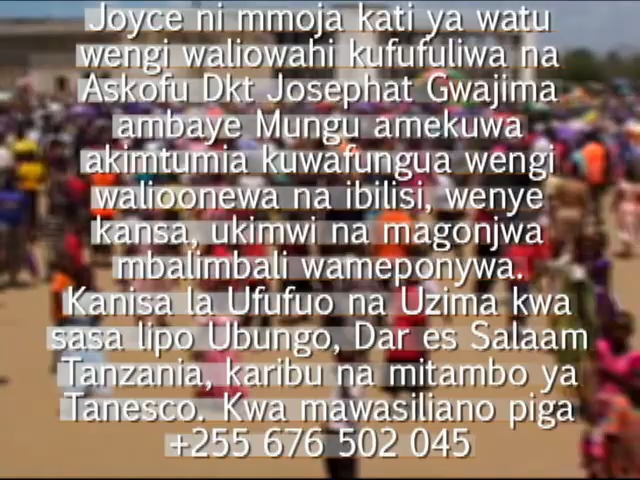 Joyce ni mmoja kati ya watu
wengi waliowahi kufufuliwa na
Askofu Dkt Josephat Gwajima
ambaye Mungu amekuwa
akimtumia kuwafungua wengi
walioonewa na ibilisi, wenye
kansa, ukimwi na magonjwa
mbalimbali wameponywa.
Kanisa la Ufufuo na Uzima kwa
sasa lipo Ubungo, Dar es Salaam
Tanzania, karibu na mitambo ya
Tanesco. Kwa mawasiliano piga
+255 676 502 045